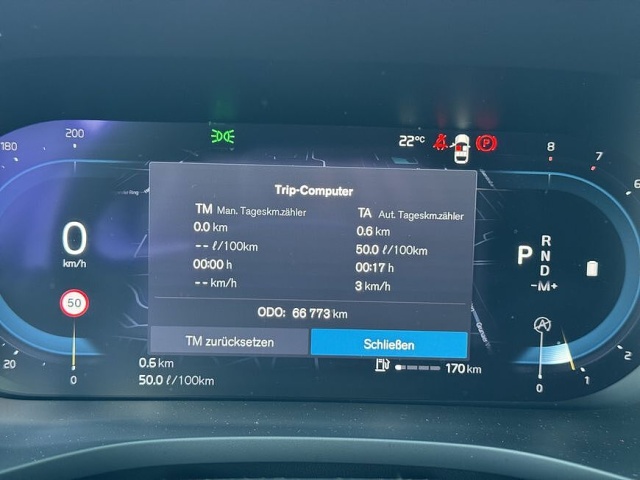 200
180
22°C
8
7
6
Trip-Computer
TM Man. Tageskm.zähler
TA Aut. Tageskm.zähler
0.0 km
0.6 km
-- ℓ/100km
50.0 ℓ/100km
00:00 h
00:17 h
-- km/h
3 km/h
ODO: 66 773 km
TM zurücksetzen
Schließen
0
km/h
50
20
0
0.6 km
50.0 ℓ/100km
170 km
P
R
N
D
-M+
A
2
1
0
P